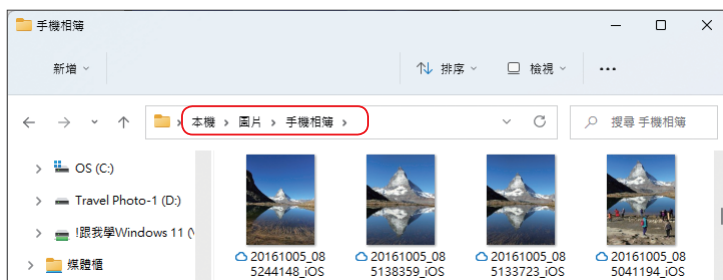 手機相簿
新增
排序
檢視
本機 > 圖片 > 手機相簿 >
搜尋 手機相簿
OS (C:)
Travel Photo-1 (D:)
!跟我學Windows 11 (
媒體櫃
20161005_08
5244148_iOS
20161005_08
5138359_iOS
20161005_08
5133723_iOS
20161005_08
5041194_iOS